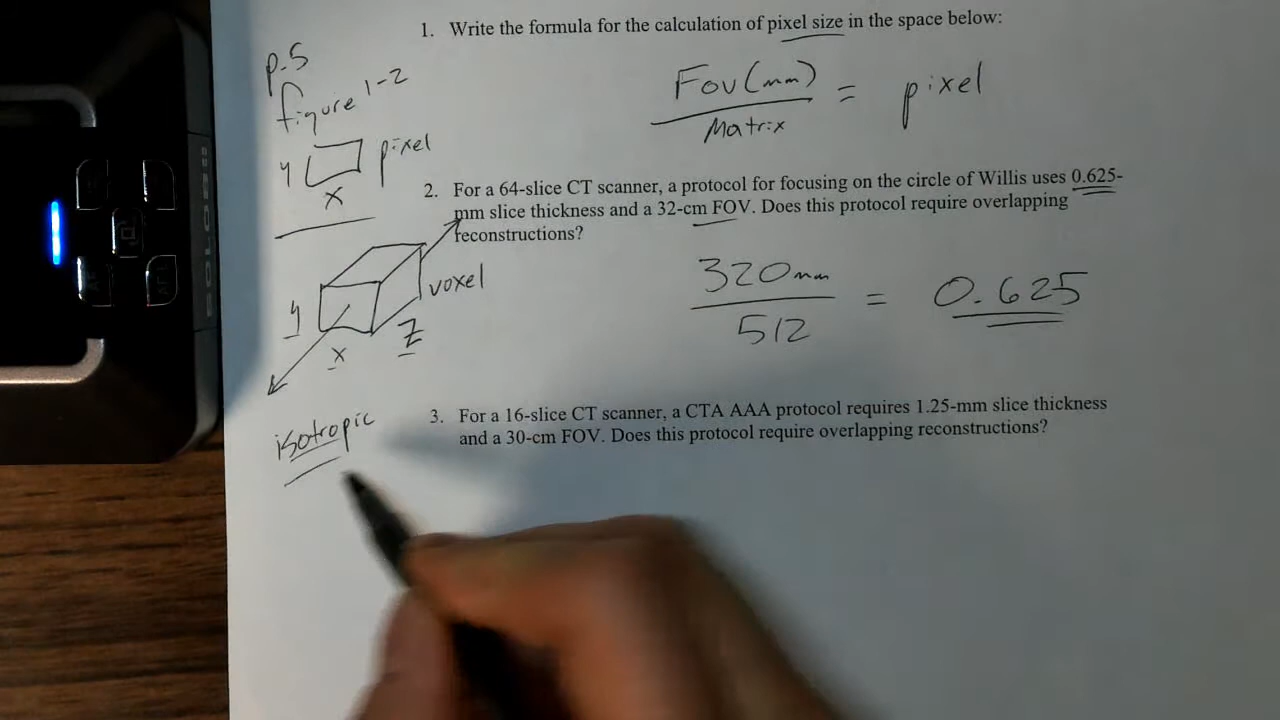 1. Write the formula for the calculation of pixel size in the space below:
p.5
figure 1-2
FOV(mm)
Matrix
= pixel
y
pixel
x
2. For a 64-slice CT scanner, a protocol for focusing on the circle of Willis uses 0.625-
mm slice thickness and a 32-cm FOV. Does this protocol require overlapping
reconstructions?
voxel
y
x
z
320mm
512
= 0.625
isotropic
3. For a 16-slice CT scanner, a CTA AAA protocol requires 1.25-mm slice thickness
and a 30-cm FOV. Does this protocol require overlapping reconstructions?